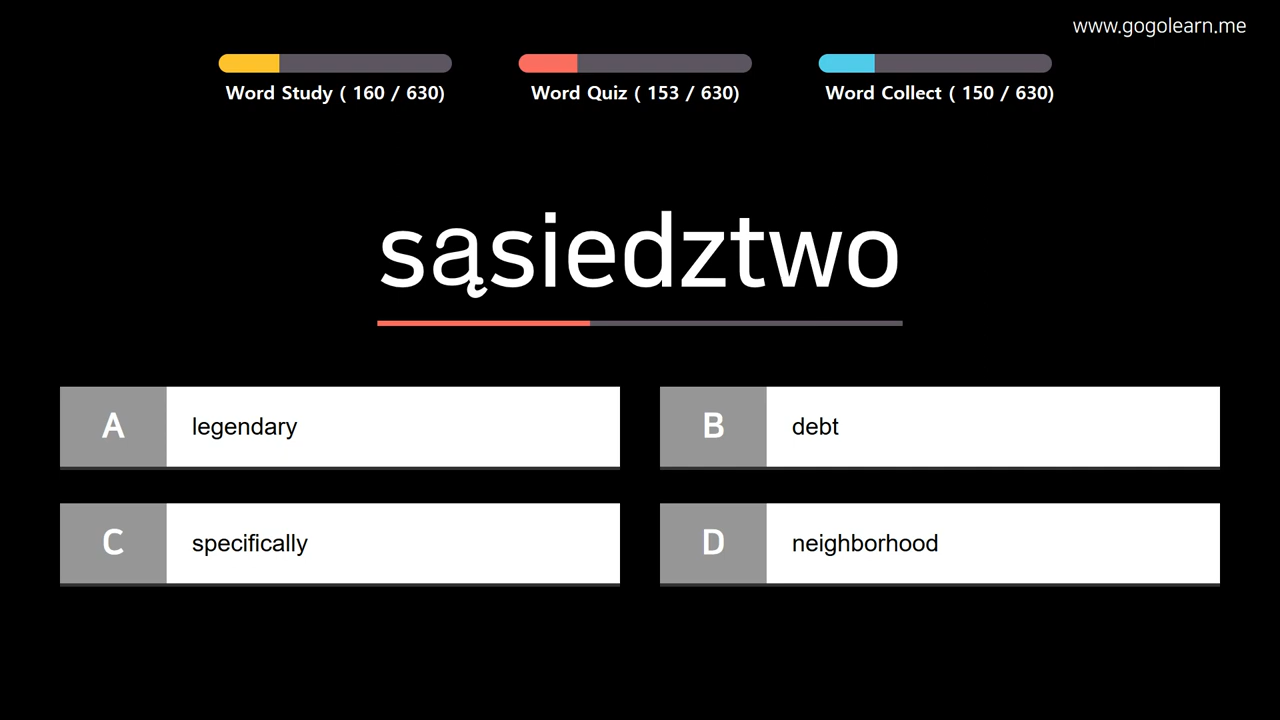 www.gogolearn.me
Word Study ( 160 / 630)
Word Quiz ( 153 / 630)
Word Collect ( 150 / 630)
sąsiedztwo
A legendary
B debt
C specifically
D neighborhood